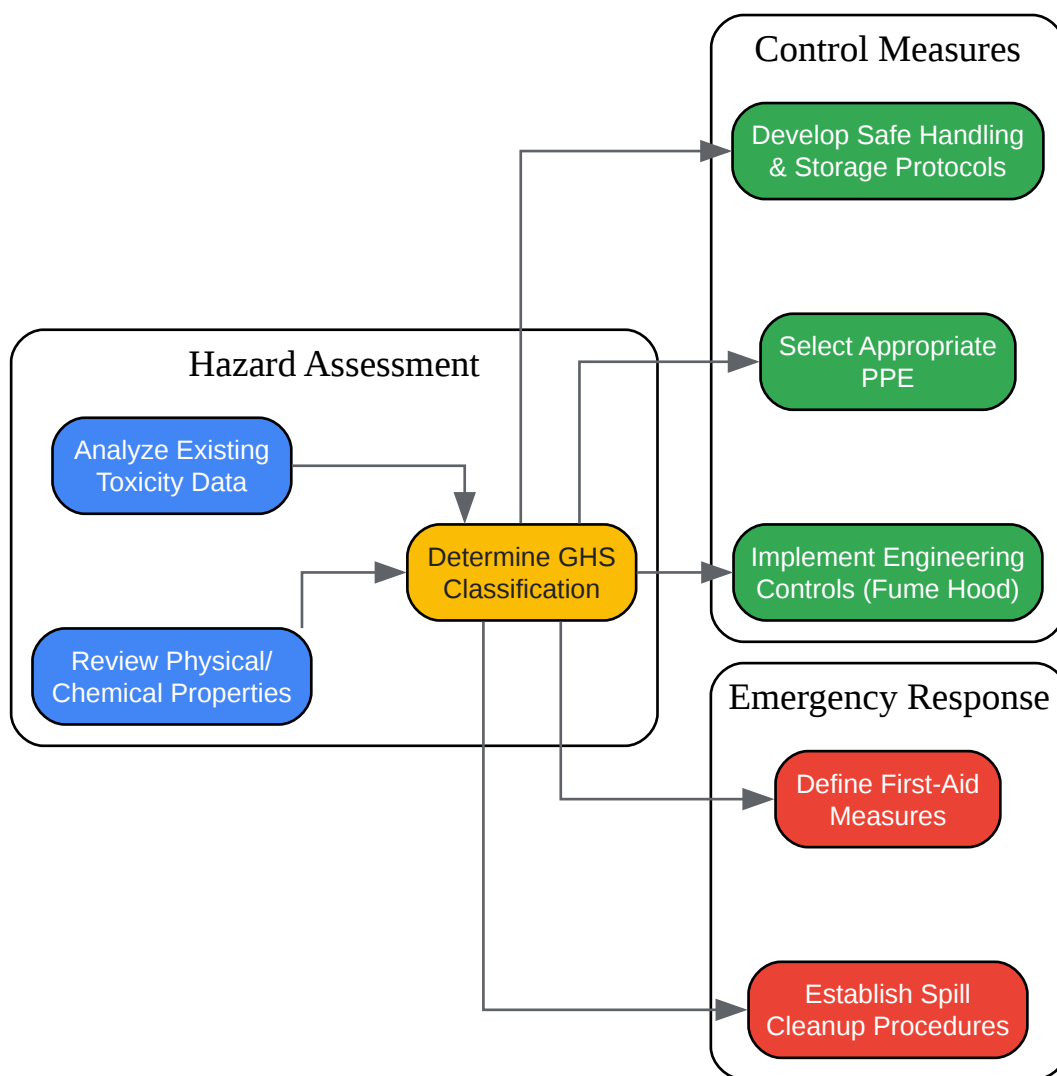 Control Measures
Develop Safe Handling
& Storage Protocols
Select Appropriate
PPE
Implement Engineering
Controls (Fume Hood)
Hazard Assessment
Analyze Existing
Toxicity Data
Determine GHS
Classification
Review Physical/
Chemical Properties
Emergency Response
Define First-Aid
Measures
Establish Spill
Cleanup Procedures